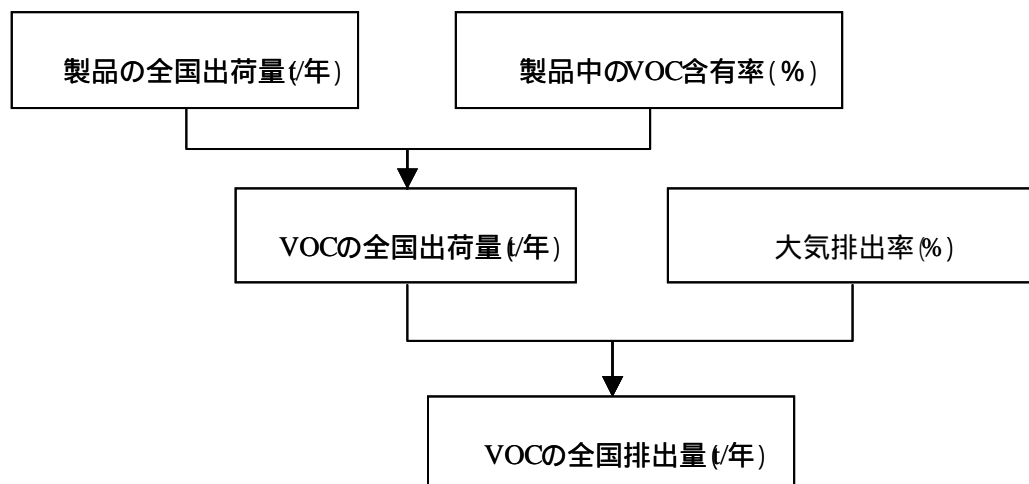 製品の全国出荷量(t/年)
製品中のVOC含有率(%)
VOCの全国出荷量(t/年)
大気排出率(%)
VOCの全国排出量(t/年)